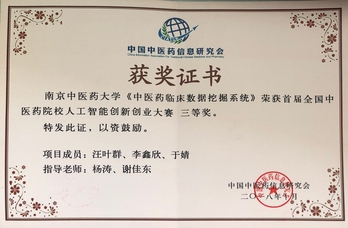 中国中医药信息研究会
获奖证书
南京中医药大学《中医药临床数据挖掘系统》荣获首届全国中
医药院校人工智能创新创业大赛 三等奖。
特发此证，以资鼓励。
项目成员：汪叶群、李鑫欣、于婧
指导老师：杨涛、谢佳东
中国中医药信息研究会
二〇一八年十月